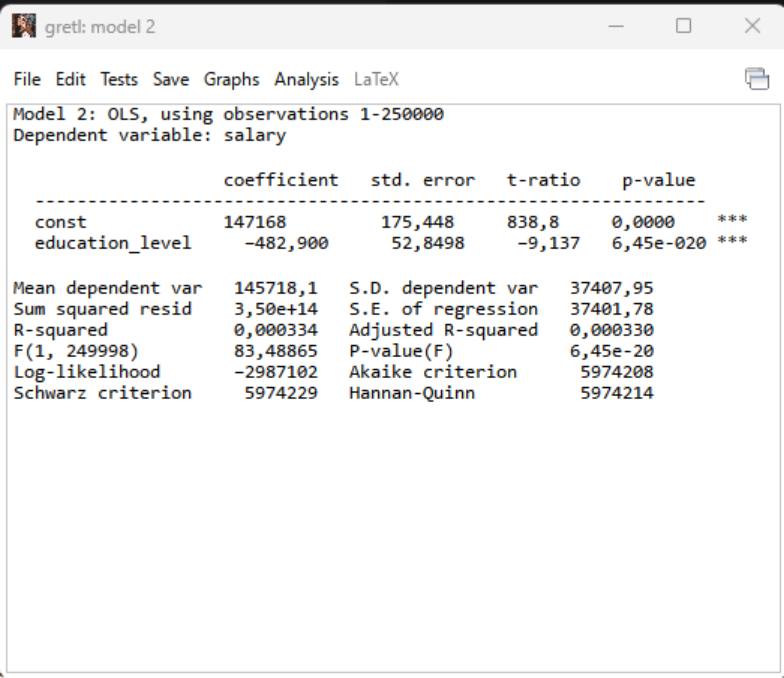 gretl: model 2
File Edit Tests Save Graphs Analysis LaTeX
Model 2: OLS, using observations 1-250000
Dependent variable: salary
coefficient std. error t-ratio p-value
---------------------------------------------------------------
const 147168 175,448 838,8 0,0000 ***
education_level −482,900 52,8498 −9,137 6,45e-020 ***
Mean dependent var 145718,1 S.D. dependent var 37407,95
Sum squared resid 3,50e+14 S.E. of regression 37401,78
R-squared 0,000334 Adjusted R-squared 0,000330
F(1, 249998) 83,48865 P-value(F) 6,45e-20
Log-likelihood −2987102 Akaike criterion 5974208
Schwarz criterion 5974229 Hannan-Quinn 5974214